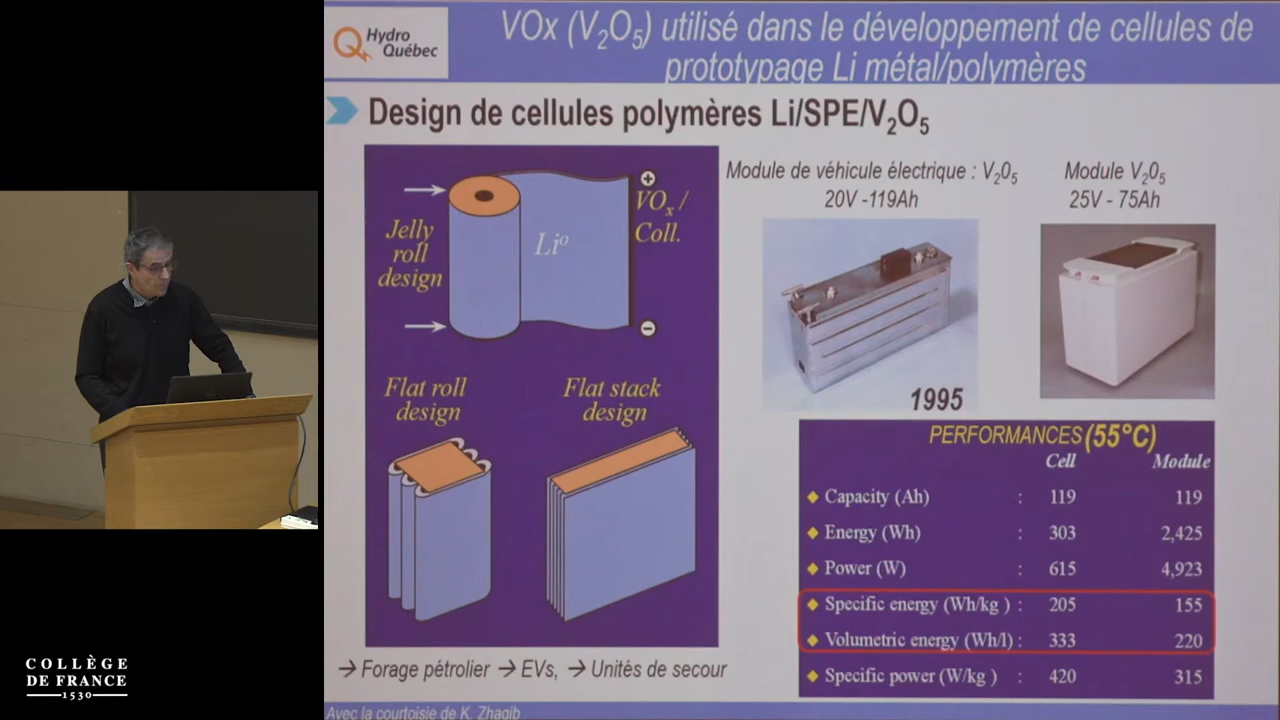 Hydro
Québec
VOx (V₂O₅) utilisé dans le développement de cellules de
prototypage Li métal/polymères
Design de cellules polymères Li/SPE/V₂O₅
Jelly
roll
design
Li⁰
+
VOₓ /
Coll.
−
Flat roll
design
Flat stack
design
→ Forage pétrolier → EVs, → Unités de secour
Module de véhicule électrique : V₂0₅
20V -119Ah
Module V₂0₅
25V - 75Ah
1995
PERFORMANCES (55°C)
Cell Module
Capacity (Ah) : 119 119
Energy (Wh) : 303 2,425
Power (W) : 615 4,923
Specific energy (Wh/kg ) : 205 155
Volumetric energy (Wh/l) : 333 220
Specific power (W/kg ) : 420 315
Avec la courtoisie de K. Zhagib
COLLÈGE
DE FRANCE
1530